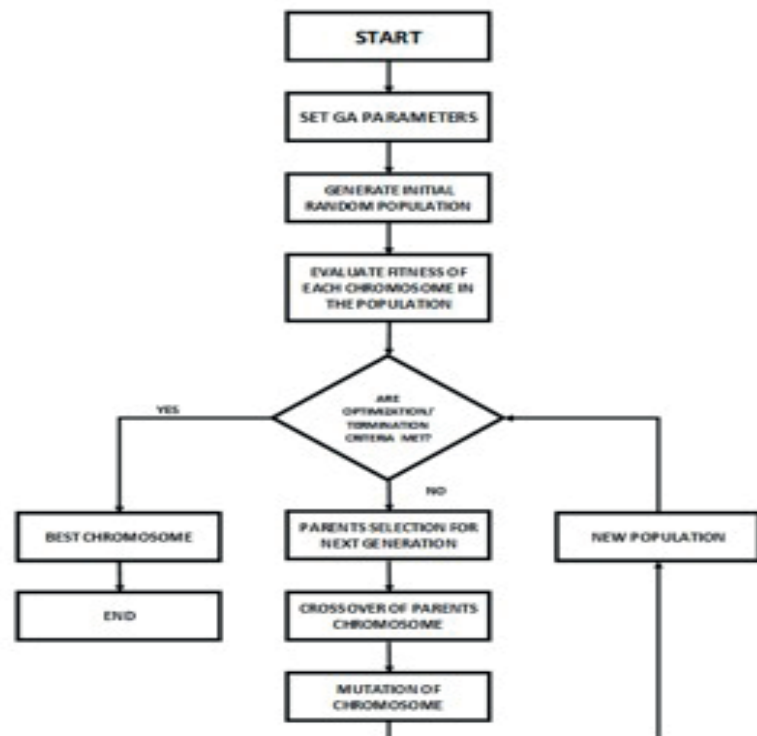 START
SET GA PARAMETERS
GENERATE INITIAL
RANDOM POPULATION
EVALUATE FITNESS OF
EACH CHROMOSOME IN
THE POPULATION
ARE
OPTIMIZATION/
TERMINATION
CRITERIA MET?
YES
NO
BEST CHROMOSOME
END
PARENTS SELECTION FOR
NEXT GENERATION
CROSSOVER OF PARENTS
CHROMOSOME
MUTATION OF
CHROMOSOME
NEW POPULATION